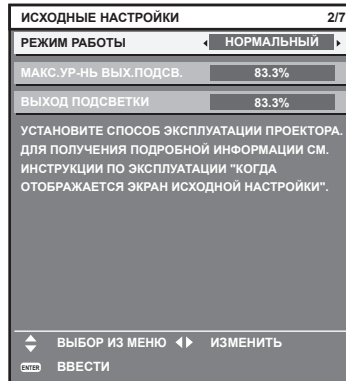 ИСХОДНЫЕ НАСТРОЙКИ 2/7
РЕЖИМ РАБОТЫ НОРМАЛЬНЫЙ
МАКС.УР-НЬ ВЫХ.ПОДСВ. 83.3%
ВЫХОД ПОДСВЕТКИ 83.3%
УСТАНОВИТЕ СПОСОБ ЭКСПЛУАТАЦИИ ПРОЕКТОРА.
ДЛЯ ПОЛУЧЕНИЯ ПОДРОБНОЙ ИНФОРМАЦИИ СМ.
ИНСТРУКЦИИ ПО ЭКСПЛУАТАЦИИ "КОГДА
ОТОБРАЖАЕТСЯ ЭКРАН ИСХОДНОЙ НАСТРОЙКИ".
ВЫБОР ИЗ МЕНЮ ИЗМЕНИТЬ
ENTER ВВЕСТИ